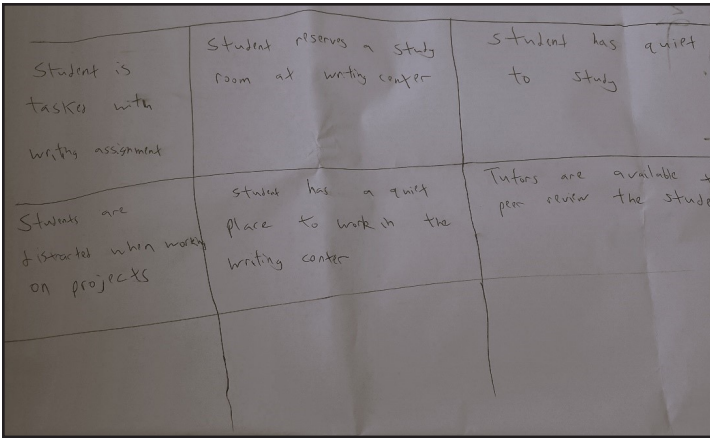 Student is
tasked with
writing assignment
Student reserves a study
room at writing center
Student has quiet
to study
Students are
distracted when working
on projects
Student has a quiet
place to work in the
writing center
Tutors are available
peer review the stude